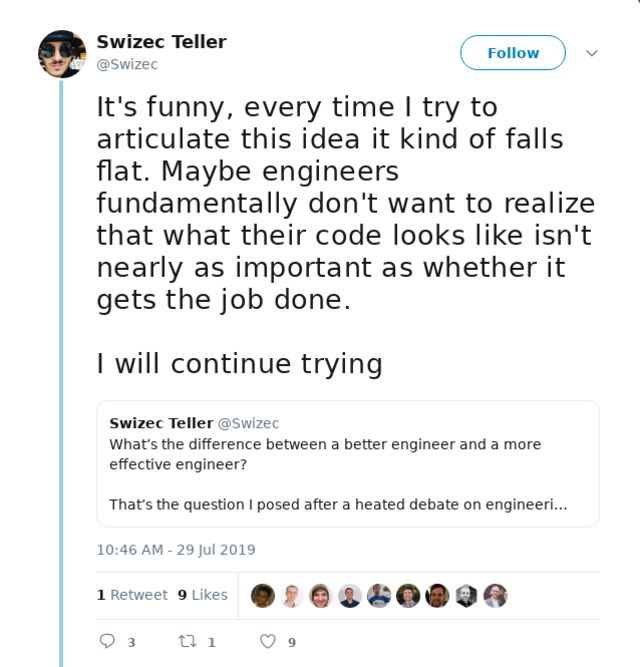 Swizec Teller
@Swizec
Follow
It's funny, every time I try to
articulate this idea it kind of falls
flat. Maybe engineers
fundamentally don't want to realize
that what their code looks like isn't
nearly as important as whether it
gets the job done.
I will continue trying
Swizec Teller @Swizec
What’s the difference between a better engineer and a more
effective engineer?
That’s the question I posed after a heated debate on engineeri...
10:46 AM - 29 Jul 2019
1 Retweet 9 Likes
3 1 9